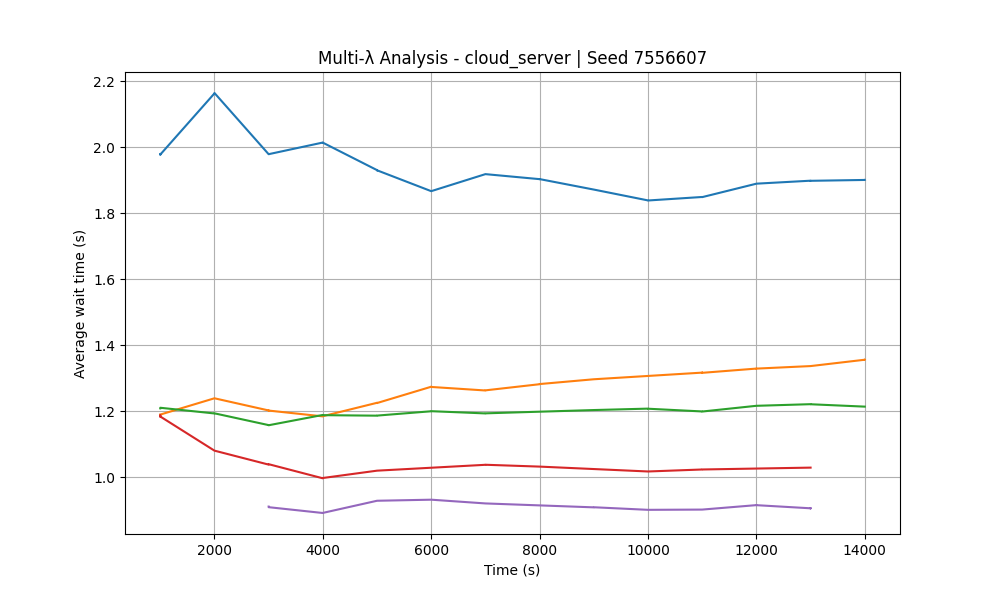 Multi-λ Analysis - cloud_server | Seed 7556607
Average wait time (s)
2.2
2.0
1.8
1.6
1.4
1.2
1.0
2000 4000 6000 8000 10000 12000 14000
Time (s)